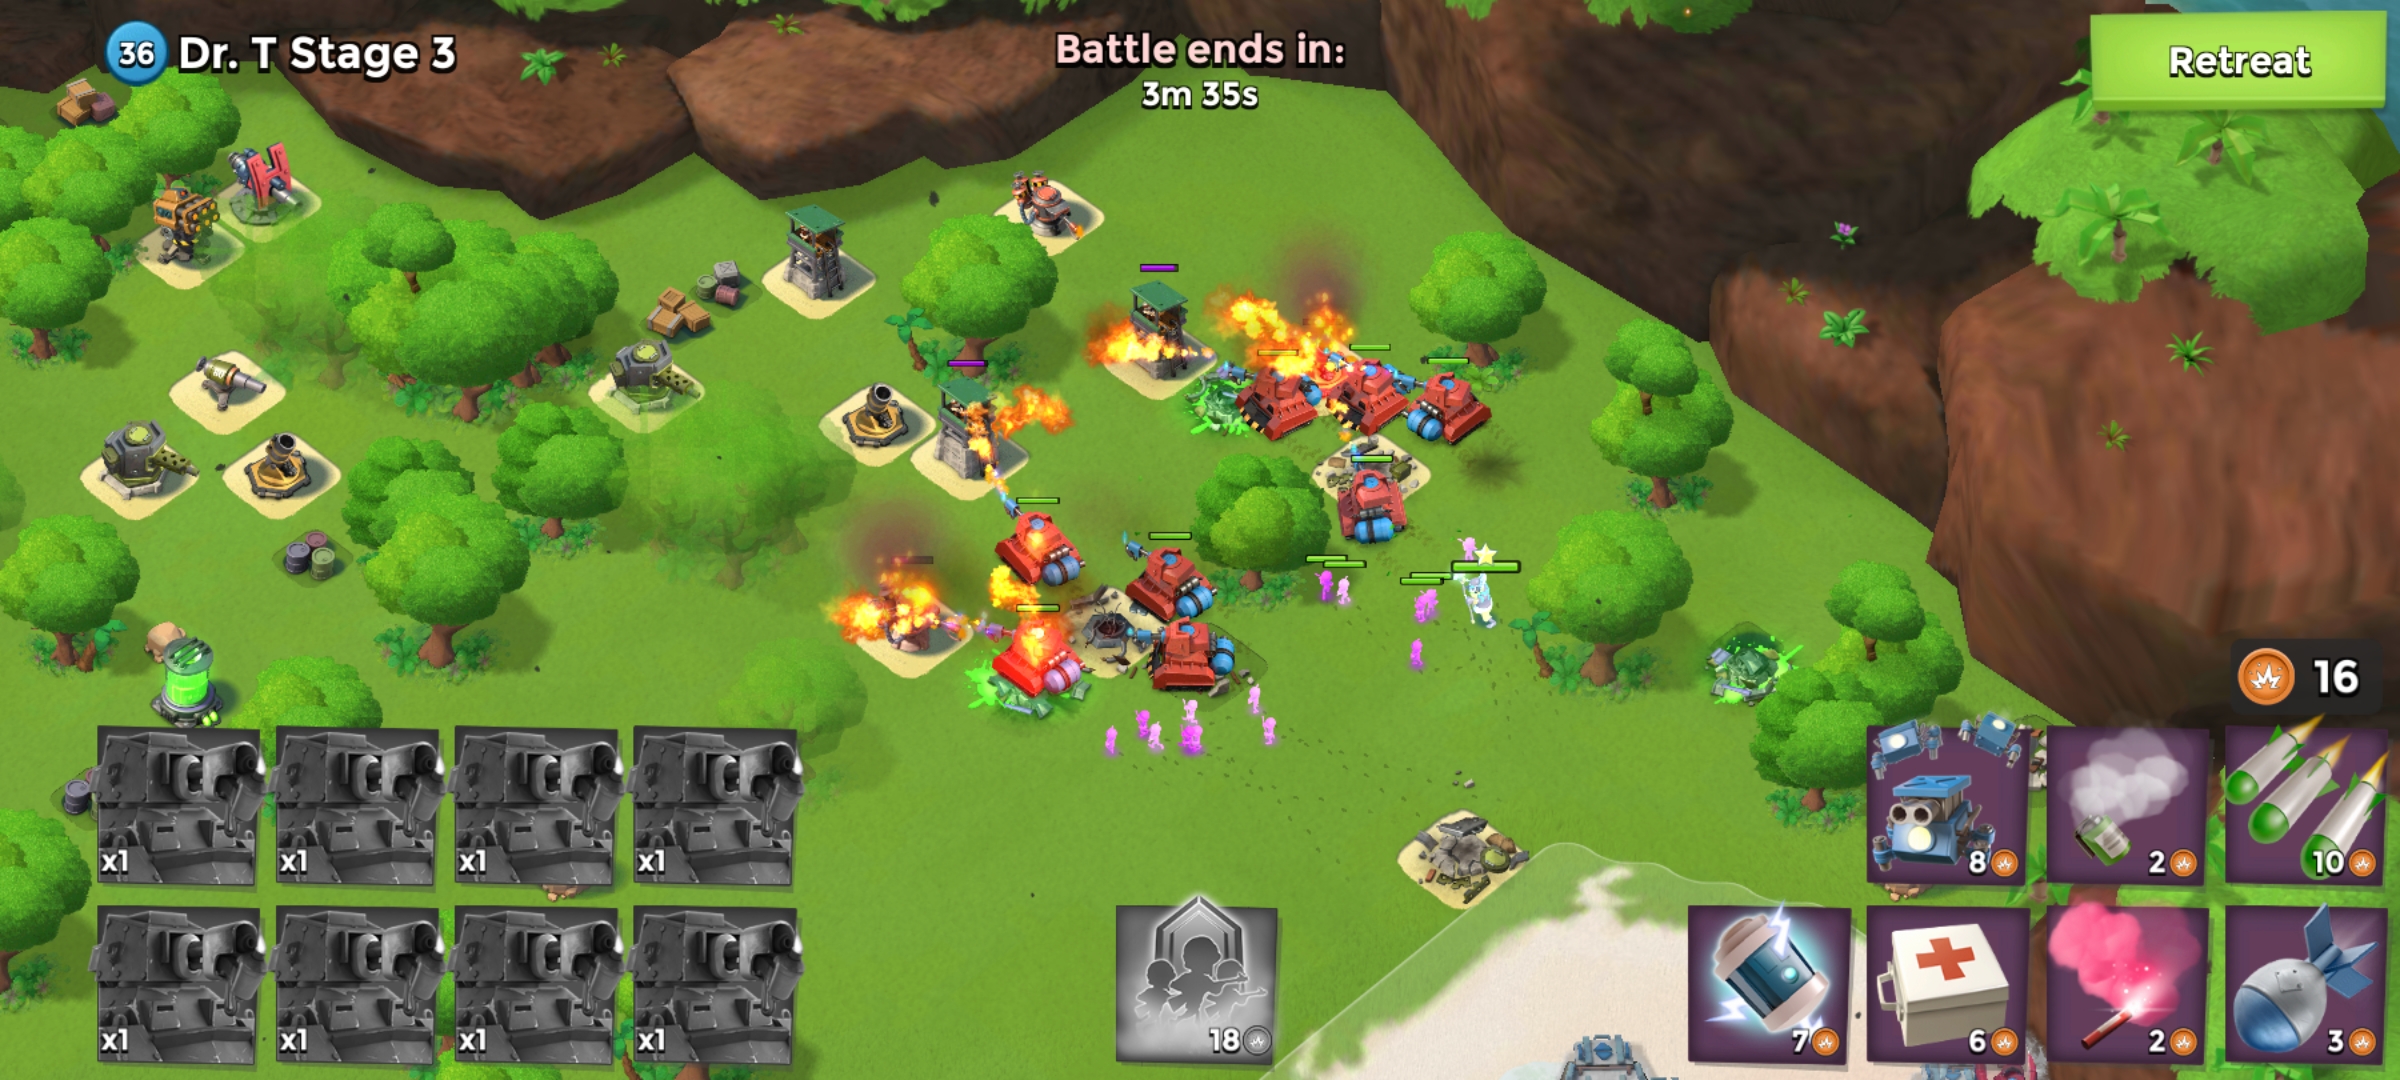 36 Dr. T Stage 3
Battle ends in:
3m 35s
Retreat
16
x1 x1 x1 x1
8 2 10
x1 x1 x1 x1
18
7 6 2 3